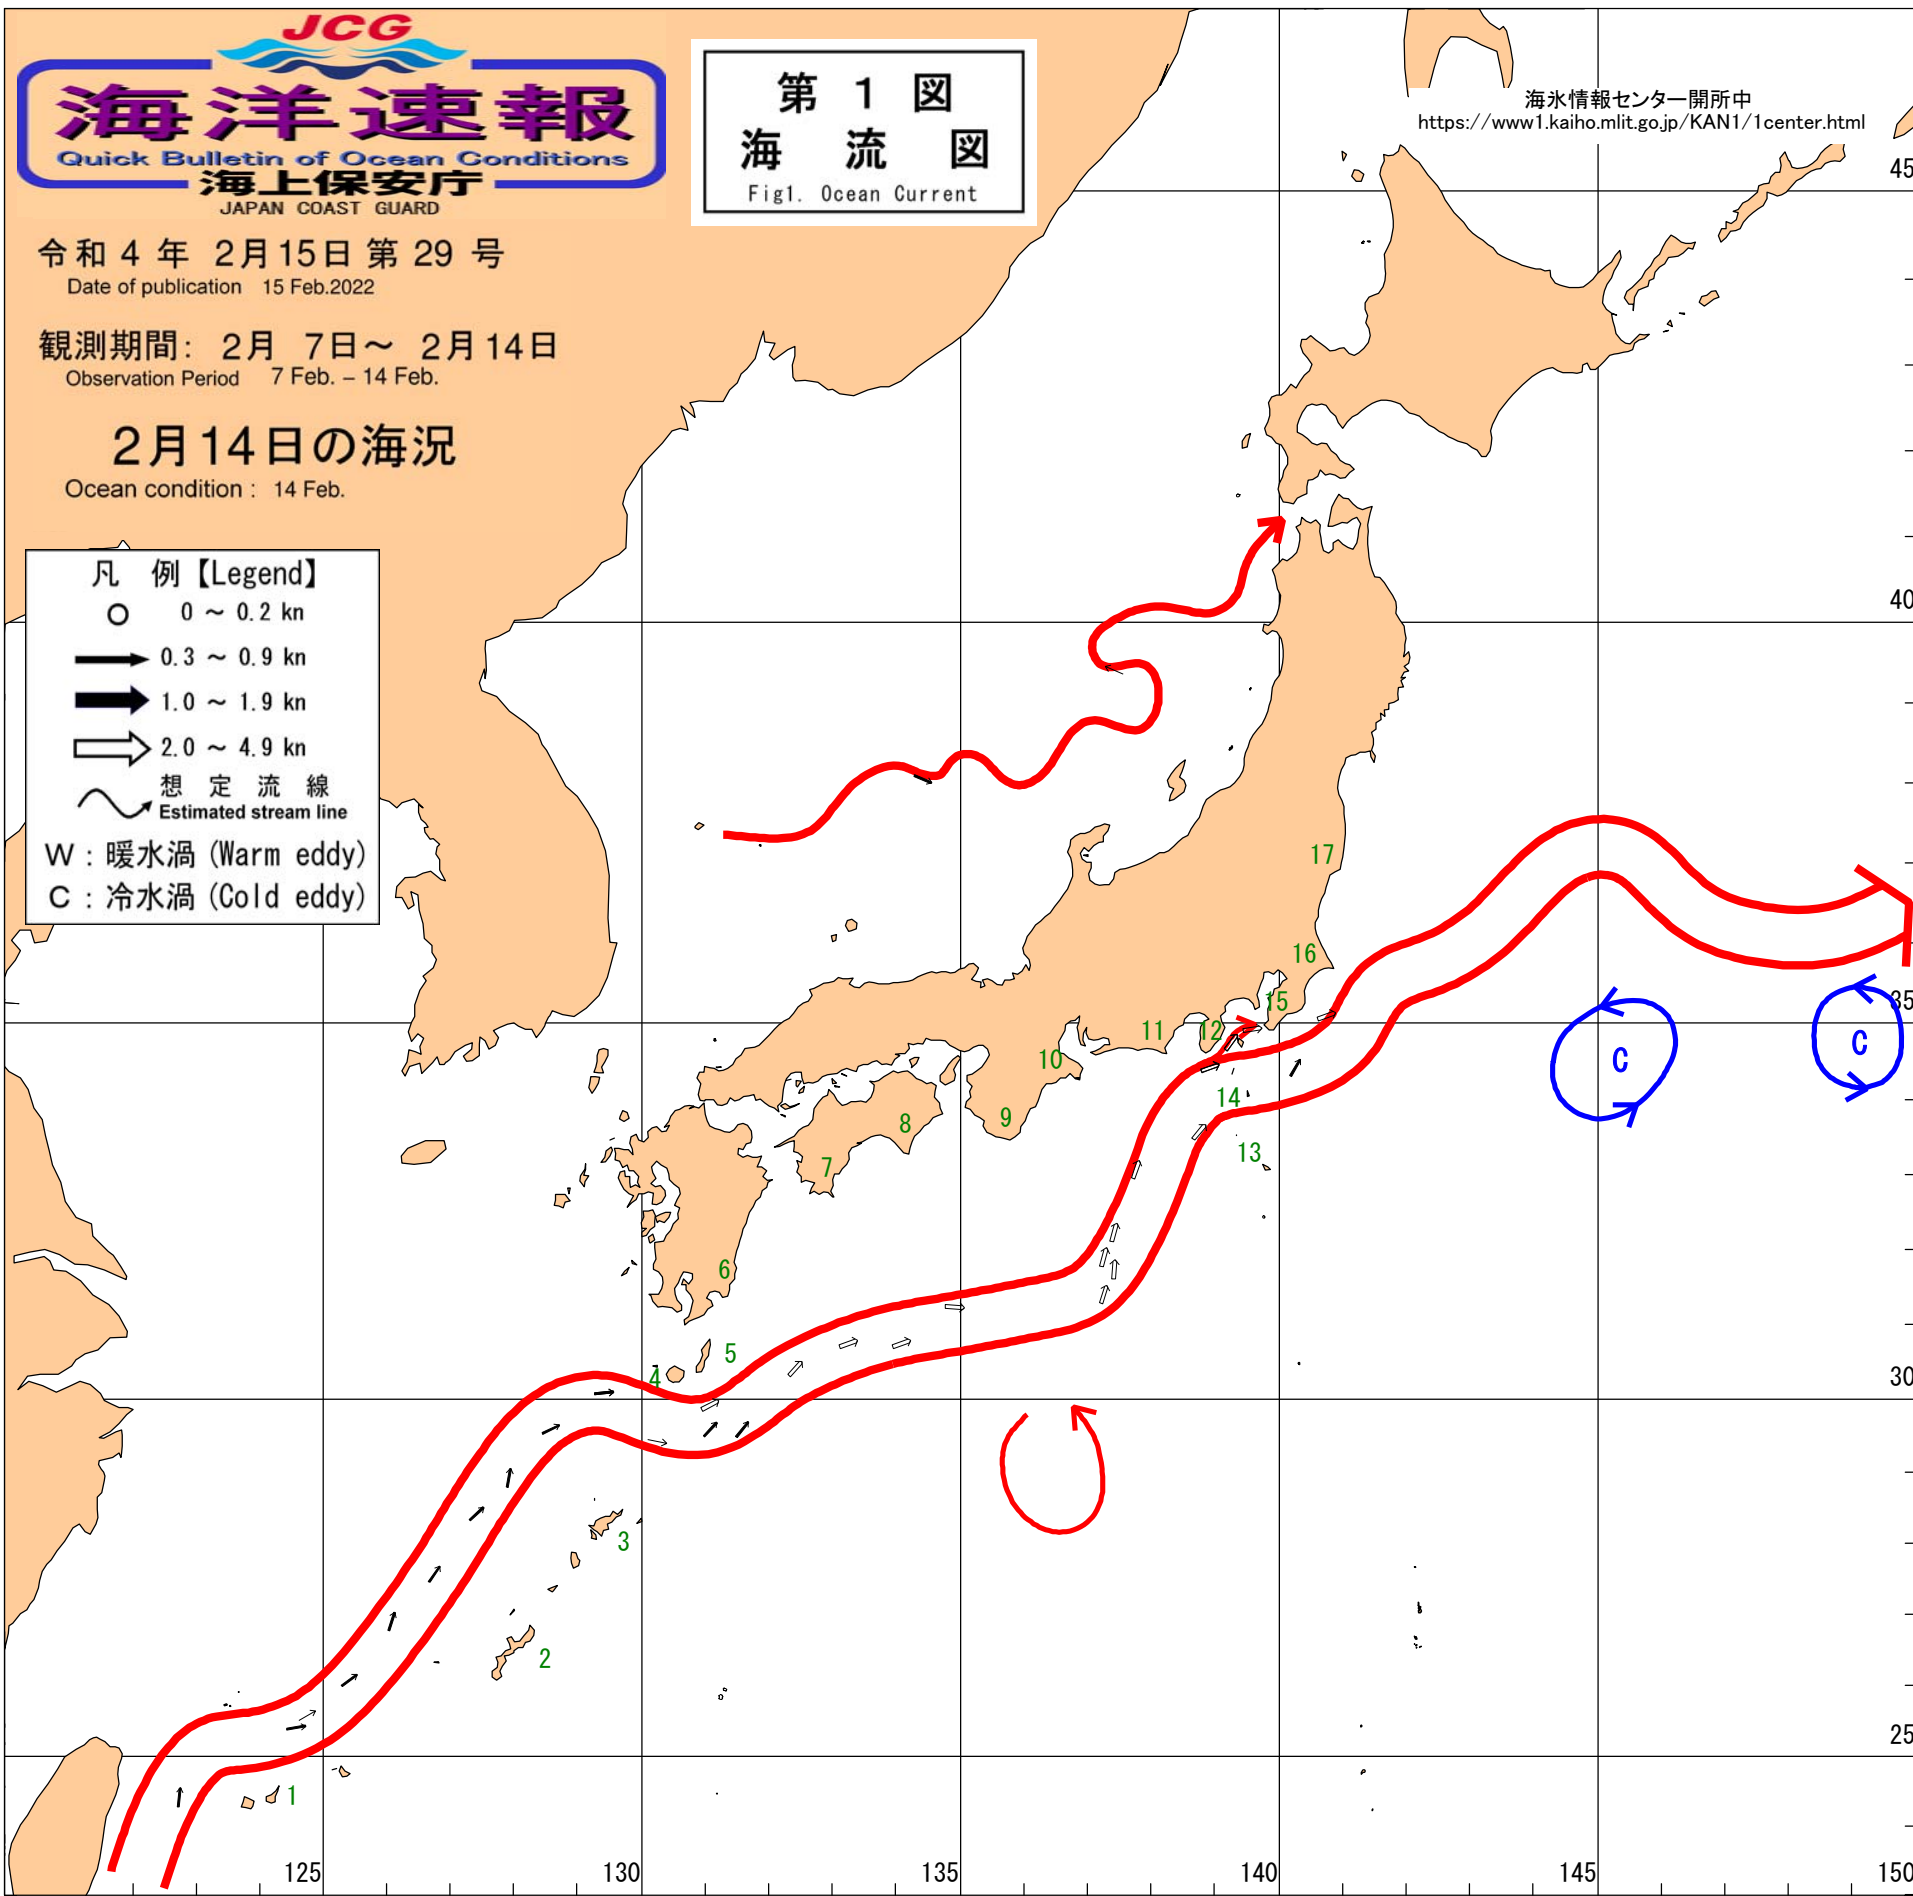 JCG
海洋速報
Quick Bulletin of Ocean Conditions
海上保安庁
JAPAN COAST GUARD
令和 4 年 2月15日 第 29 号
Date of publication 15 Feb.2022
観測期間: 2月 7日～ 2月14日
Observation Period 7 Feb. – 14 Feb.
2月14日の海況
Ocean condition : 14 Feb.
第 1 図
海 流 図
Fig1. Ocean Current
海氷情報センター開所中
https://www1.kaiho.mlit.go.jp/KAN1/1center.html
凡 例【Legend】
0 ～ 0.2 kn
0.3 ～ 0.9 kn
1.0 ～ 1.9 kn
2.0 ～ 4.9 kn
想 定 流 線
Estimated stream line
W : 暖水渦 (Warm eddy)
C : 冷水渦 (Cold eddy)
45
40
17
16
35
15
12
11
10
C
C
14
9
8
13
7
6
5
4
30
3
2
25
1
125
130
135
140
145
150